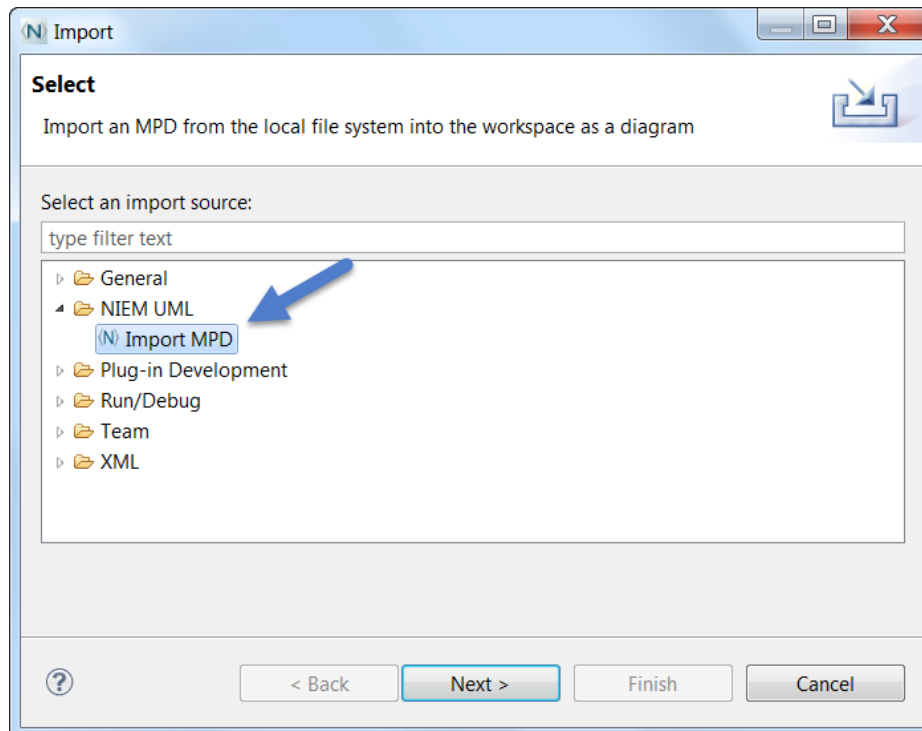 Import
Select
Import an MPD from the local file system into the workspace as a diagram
Select an import source:
type filter text
General
NIEM UML
(N) Import MPD
Plug-in Development
Run/Debug
Team
XML
? < Back Next > Finish Cancel